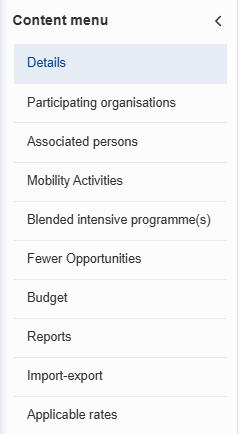 Content menu
Details
Participating organisations
Associated persons
Mobility Activities
Blended intensive programme(s)
Fewer Opportunities
Budget
Reports
Import-export
Applicable rates